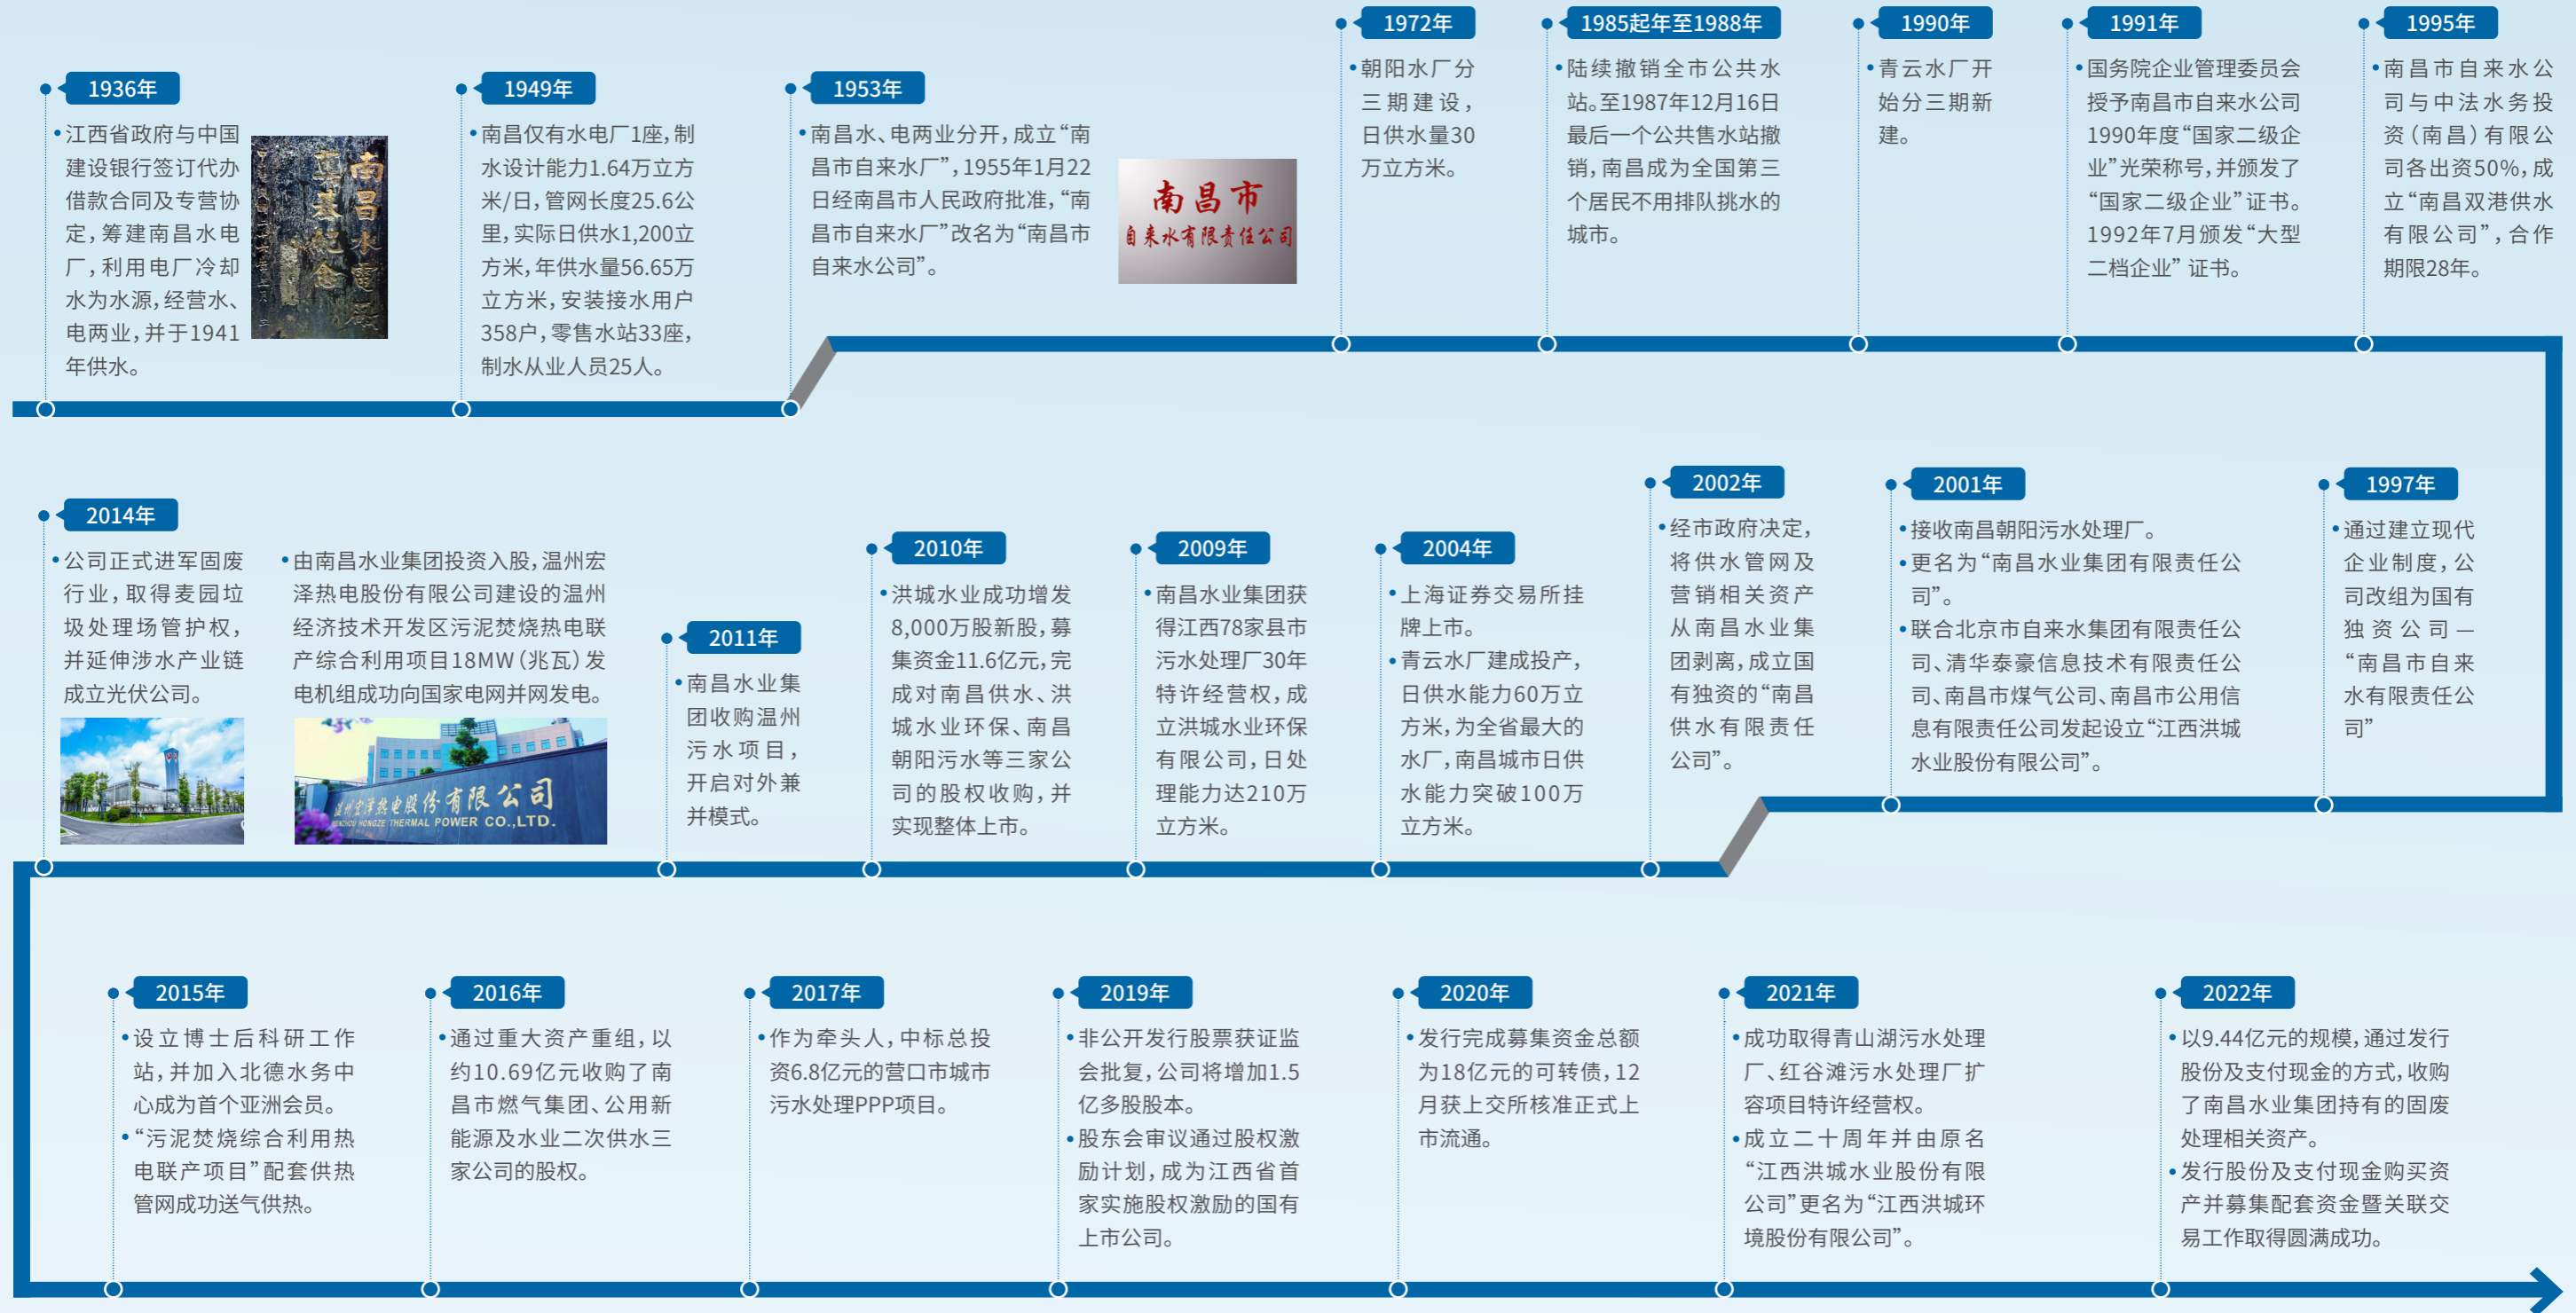 1936年
•江西省政府与中国
建设银行签订代办
借款合同及专营协
定，筹建南昌水电
厂，利用电厂冷却
水为水源，经营水、
电两业，并于1941
年供水。
南昌水電廠
奠基紀念
1949年
•南昌仅有水电厂1座，制
水设计能力1.64万立方
米/日，管网长度25.6公
里，实际日供水1,200立
方米，年供水量56.65万
立方米，安装接水用户
358户，零售水站33座，
制水从业人员25人。
1953年
•南昌水、电两业分开，成立“南
昌市自来水厂”，1955年1月22
日经南昌市人民政府批准，“南
昌市自来水厂”改名为“南昌市
自来水公司”。
南昌市
自来水有限责任公司
1972年
•朝阳水厂分
三期建设，
日供水量30
万立方米。
1985起年至1988年
•陆续撤销全市公共水
站。至1987年12月16日
最后一个公共售水站撤
销，南昌成为全国第三
个居民不用排队挑水的
城市。
1990年
•青云水厂开
始分三期新
建。
1991年
•国务院企业管理委员会
授予南昌市自来水公司
1990年度“国家二级企
业”光荣称号，并颁发了
“国家二级企业”证书。
1992年7月颁发“大型
二档企业” 证书。
1995年
•南昌市自来水公
司与中法水务投
资（南昌）有限公
司各出资50%，成
立“南昌双港供水
有限公司”，合作
期限28年。
1997年
•通过建立现代
企业制度，公
司改组为国有
独资公司—
“南昌市自来
水有限责任公
司”
2001年
•接收南昌朝阳污水处理厂。
•更名为“南昌水业集团有限责任公
司”。
•联合北京市自来水集团有限责任公
司、清华泰豪信息技术有限责任公
司、南昌市煤气公司、南昌市公用信
息有限责任公司发起设立“江西洪城
水业股份有限公司”。
2002年
•经市政府决定，
将供水管网及
营销相关资产
从南昌水业集
团剥离，成立国
有独资的“南昌
供水有限责任
公司”。
2004年
•上海证券交易所挂
牌上市。
•青云水厂建成投产，
日供水能力60万立
方米，为全省最大的
水厂，南昌城市日供
水能力突破100万
立方米。
2009年
•南昌水业集团获
得江西78家县市
污水处理厂30年
特许经营权，成
立洪城水业环保
有限公司，日处
理能力达210万
立方米。
2010年
•洪城水业成功增发
8,000万股新股，募
集资金11.6亿元，完
成对南昌供水、洪
城水业环保、南昌
朝阳污水等三家公
司的股权收购，并
实现整体上市。
2011年
•南昌水业集
团收购温州
污水项目，
开启对外兼
并模式。
2014年
•公司正式进军固废
行业，取得麦园垃
圾处理场管护权，
并延伸涉水产业链
成立光伏公司。
•由南昌水业集团投资入股，温州宏
泽热电股份有限公司建设的温州
经济技术开发区污泥焚烧热电联
产综合利用项目18MW（兆瓦）发
电机组成功向国家电网并网发电。
温州宏泽热电股份有限公司
WENZHOU HONGZE THERMAL POWER CO.,LTD.
2015年
•设立博士后科研工作
站，并加入北德水务中
心成为首个亚洲会员。
•“污泥焚烧综合利用热
电联产项目”配套供热
管网成功送气供热。
2016年
•通过重大资产重组，以
约10.69亿元收购了南
昌市燃气集团、公用新
能源及水业二次供水三
家公司的股权。
2017年
•作为牵头人，中标总投
资6.8亿元的营口市城市
污水处理PPP项目。
2019年
•非公开发行股票获证监
会批复，公司将增加1.5
亿多股股本。
•股东会审议通过股权激
励计划，成为江西省首
家实施股权激励的国有
上市公司。
2020年
•发行完成募集资金总额
为18亿元的可转债，12
月获上交所核准正式上
市流通。
2021年
•成功取得青山湖污水处理
厂、红谷滩污水处理厂扩
容项目特许经营权。
•成立二十周年并由原名
“江西洪城水业股份有限
公司”更名为“江西洪城环
境股份有限公司”。
2022年
•以9.44亿元的规模，通过发行
股份及支付现金的方式，收购
了南昌水业集团持有的固废
处理相关资产。
•发行股份及支付现金购买资
产并募集配套资金暨关联交
易工作取得圆满成功。